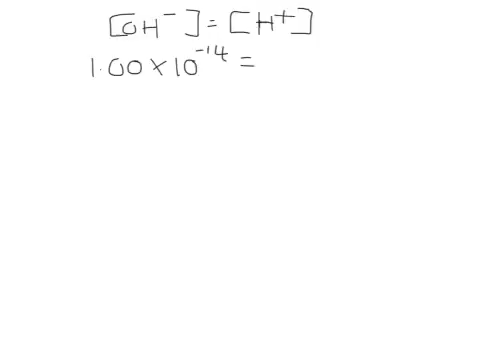 [OH⁻] = [H⁺]
1.00 × 10⁻¹⁴ =